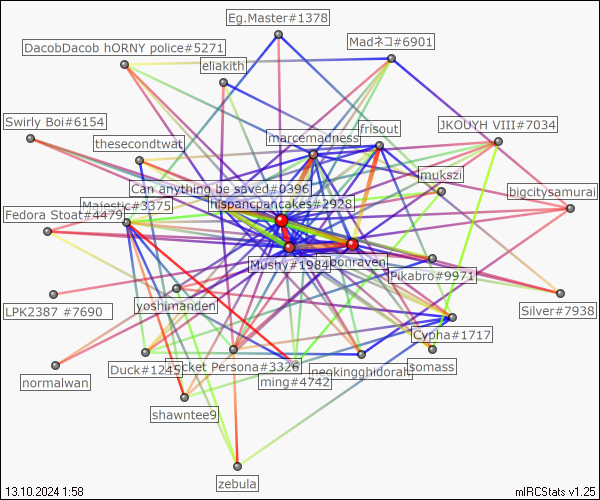 Eg.Master#1378
DacobDacob hORNY police#5271
Madネコ#6901
eliakith
Swirly Boi#6154
JKOUYH VIII#7034
frisout
marcemadness
thesecondtwat
mukszi
Can anything be saved#0396
bigcitysamurai
hispancpancakes#2928
Majestic#3375
Fedora Stoat#4479
bonraven
Mushy#1984
Pikabro#9971
yoshimanden
LPK2387 #7690
Silver#7938
Cypha#1717
Duck#1245
cket Persona#3326
neokingghidorah
somass
ming#4742
normalwan
shawntee9
zebula
13.10.2024 1:58
mIRCStats v1.25